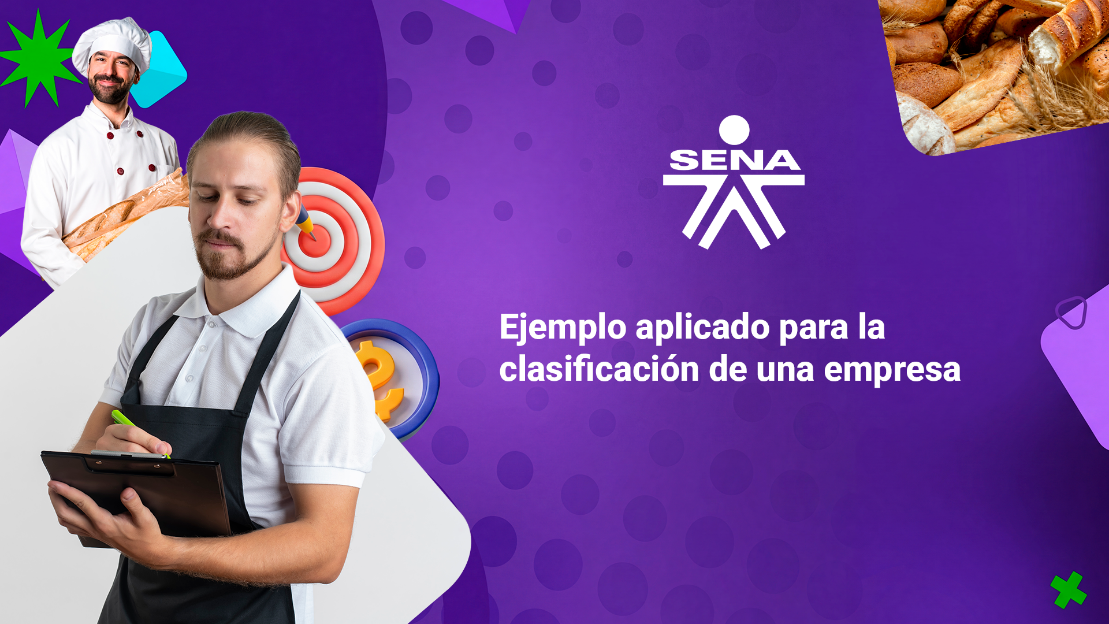 SENA
Ejemplo aplicado para la
clasificación de una empresa